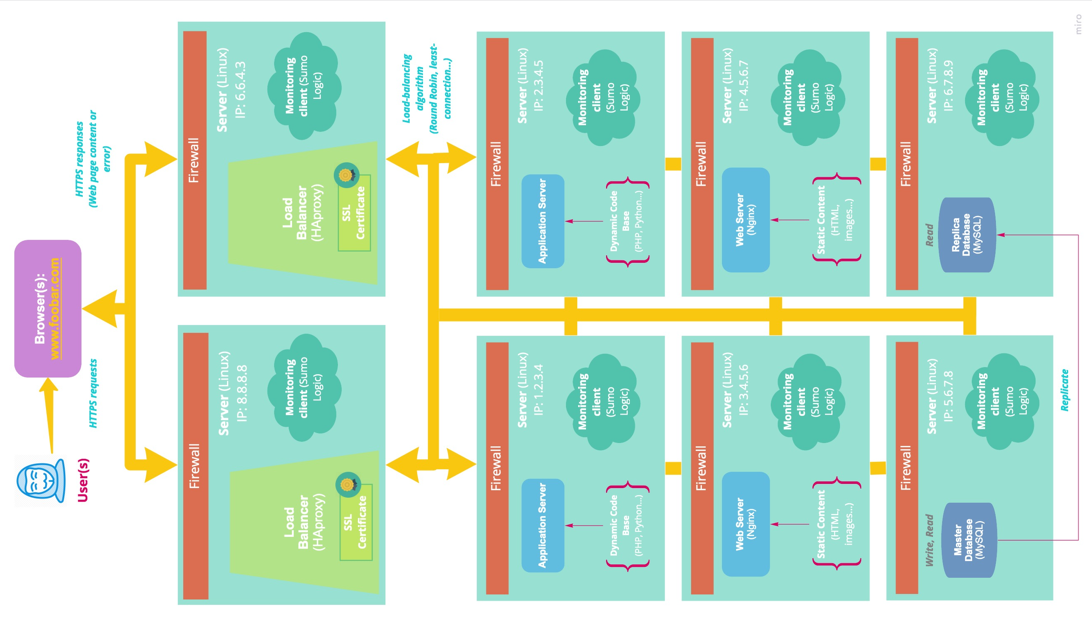 User(s)
Browser(s):
www.foobar.com
HTTPS requests
HTTPS responses
(Web page content or
error)
Firewall
Server (Linux)
IP: 8.8.8.8
Load
Balancer
(HAproxy)
SSL
Certificate
Monitoring
client (Sumo
Logic)
Firewall
Server (Linux)
IP: 6.6.4.3
Load
Balancer
(HAproxy)
SSL
Certificate
Monitoring
client (Sumo
Logic)
Load-balancing
algorithm
(Round Robin, least-
connection...)
Firewall
Server (Linux)
IP: 1.2.3.4
Application Server
Dynamic Code
Base
(PHP, Python...)
Monitoring
client
(Sumo
Logic)
Firewall
Server (Linux)
IP: 2.3.4.5
Application Server
Dynamic Code
Base
(PHP, Python...)
Monitoring
client
(Sumo
Logic)
Firewall
Server (Linux)
IP: 3.4.5.6
Web Server
(Nginx)
Static Content
(HTML,
images...)
Monitoring
client
(Sumo
Logic)
Firewall
Server (Linux)
IP: 4.5.6.7
Web Server
(Nginx)
Static Content
(HTML,
images...)
Monitoring
client
(Sumo
Logic)
Firewall
Server (Linux)
IP: 5.6.7.8
Write, Read
Master
Database
(MySQL)
Monitoring
client
(Sumo
Logic)
Firewall
Server (Linux)
IP: 6.7.8.9
Read
Replica
Database
(MySQL)
Monitoring
client
(Sumo
Logic)
Replicate
miro